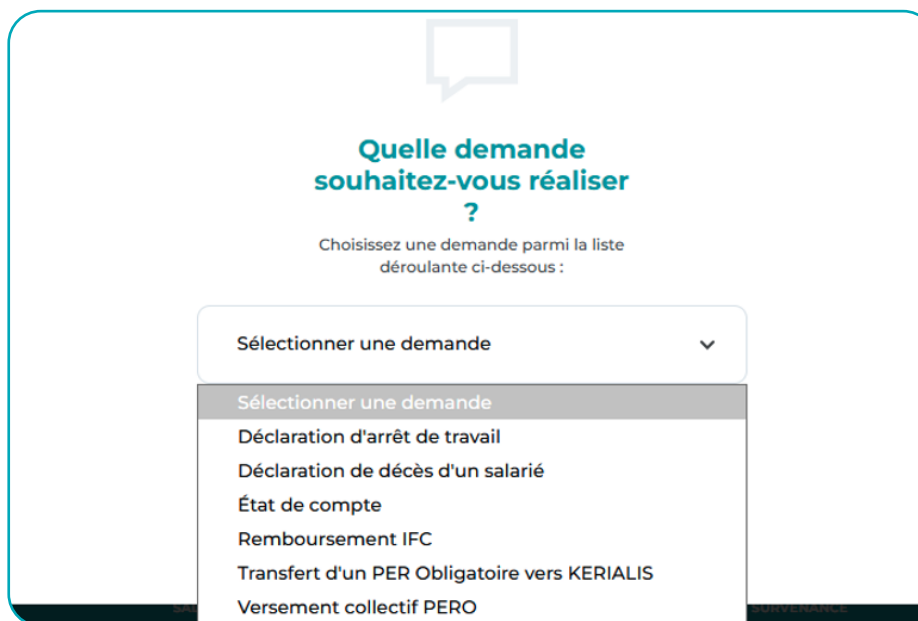 Quelle demande
souhaitez-vous réaliser
?
Choisissez une demande parmi la liste
déroulante ci-dessous :
Sélectionner une demande
Sélectionner une demande
Déclaration d'arrêt de travail
Déclaration de décès d'un salarié
État de compte
Remboursement IFC
Transfert d'un PER Obligatoire vers KERIALIS
Versement collectif PERO
SURVENANCE